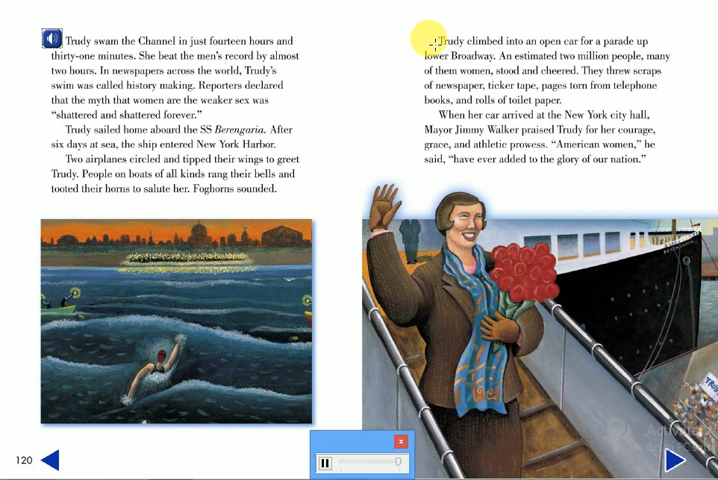 Trudy swam the Channel in just fourteen hours and
thirty-one minutes. She beat the men's record by almost
two hours. In newspapers across the world, Trudy's
swim was called history making. Reporters declared
that the myth that women are the weaker sex was
"shattered and shattered forever."
Trudy sailed home aboard the SS Berengaria. After
six days at sea, the ship entered New York Harbor.
Two airplanes circled and tipped their wings to greet
Trudy. People on boats of all kinds rang their bells and
tooted their horns to salute her. Foghorns sounded.
120
Trudy climbed into an open car for a parade up
lower Broadway. An estimated two million people, many
of them women, stood and cheered. They threw scraps
of newspaper, ticker tape, pages torn from telephone
books, and rolls of toilet paper.
When her car arrived at the New York city hall,
Mayor Jimmy Walker praised Trudy for her courage,
grace, and athletic prowess. "American women," he
said, "have ever added to the glory of our nation."
x